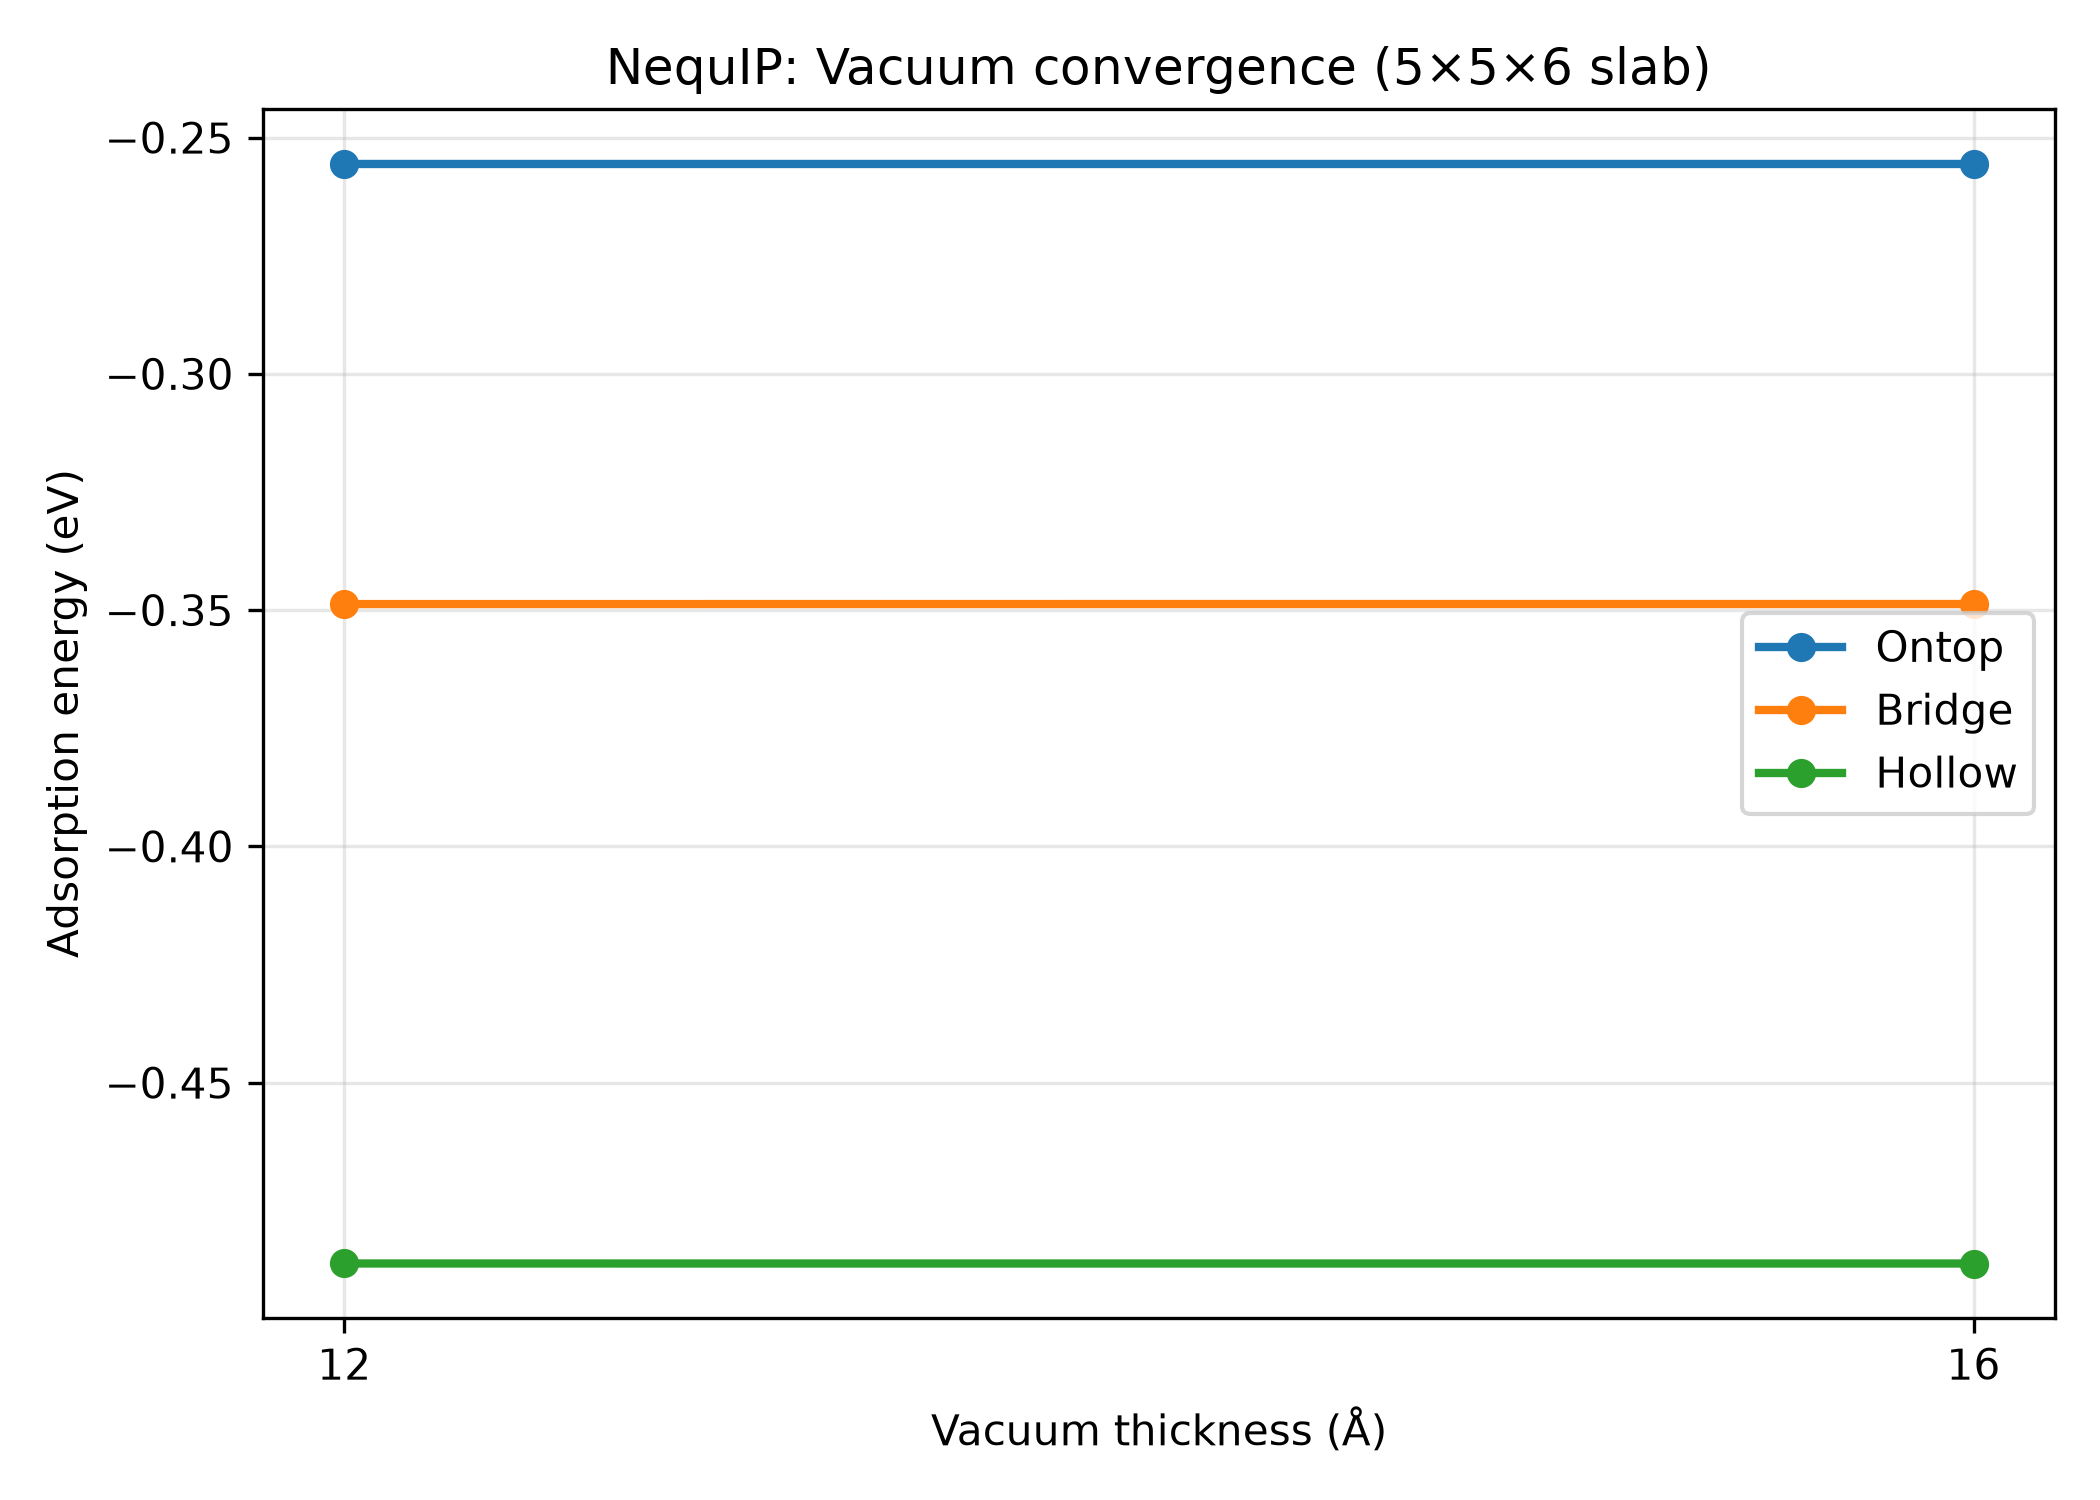 NequIP: Vacuum convergence (5×5×6 slab)
−0.25
−0.30
−0.35
−0.40
−0.45
Adsorption energy (eV)
Ontop
Bridge
Hollow
12
16
Vacuum thickness (Å)